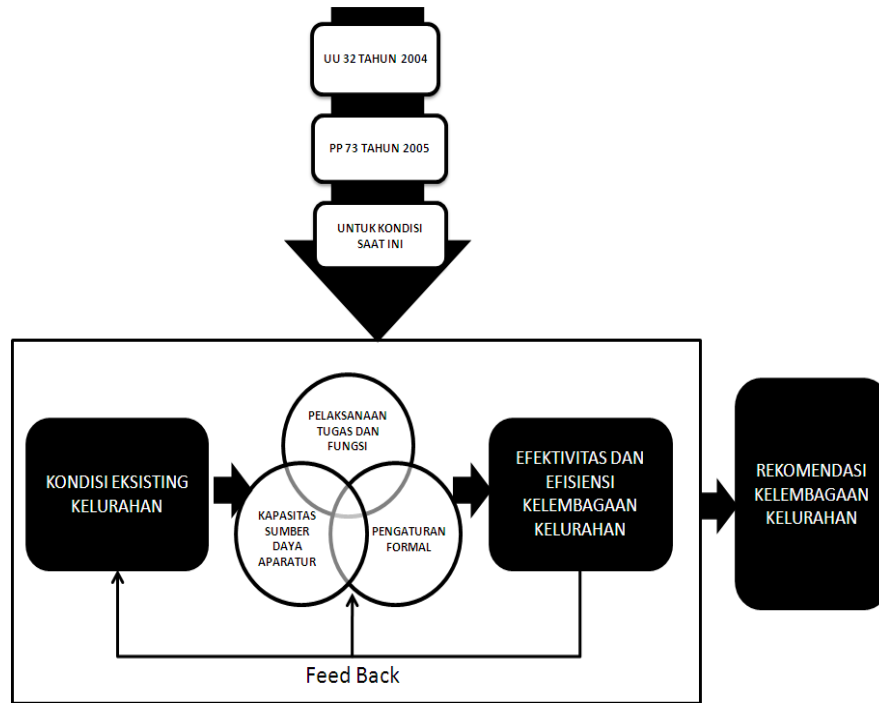 UU 32 TAHUN 2004
PP 73 TAHUN 2005
UNTUK KONDISI
SAAT INI
KONDISI EKSISTING
KELURAHAN
PELAKSANAAN
TUGAS DAN
FUNGSI
KAPASITAS
SUMBER
DAYA
APARATUR
PENGATURAN
FORMAL
EFEKTIVITAS DAN
EFISIENSI
KELEMBAGAAN
KELURAHAN
REKOMENDASI
KELEMBAGAAN
KELURAHAN
Feed Back